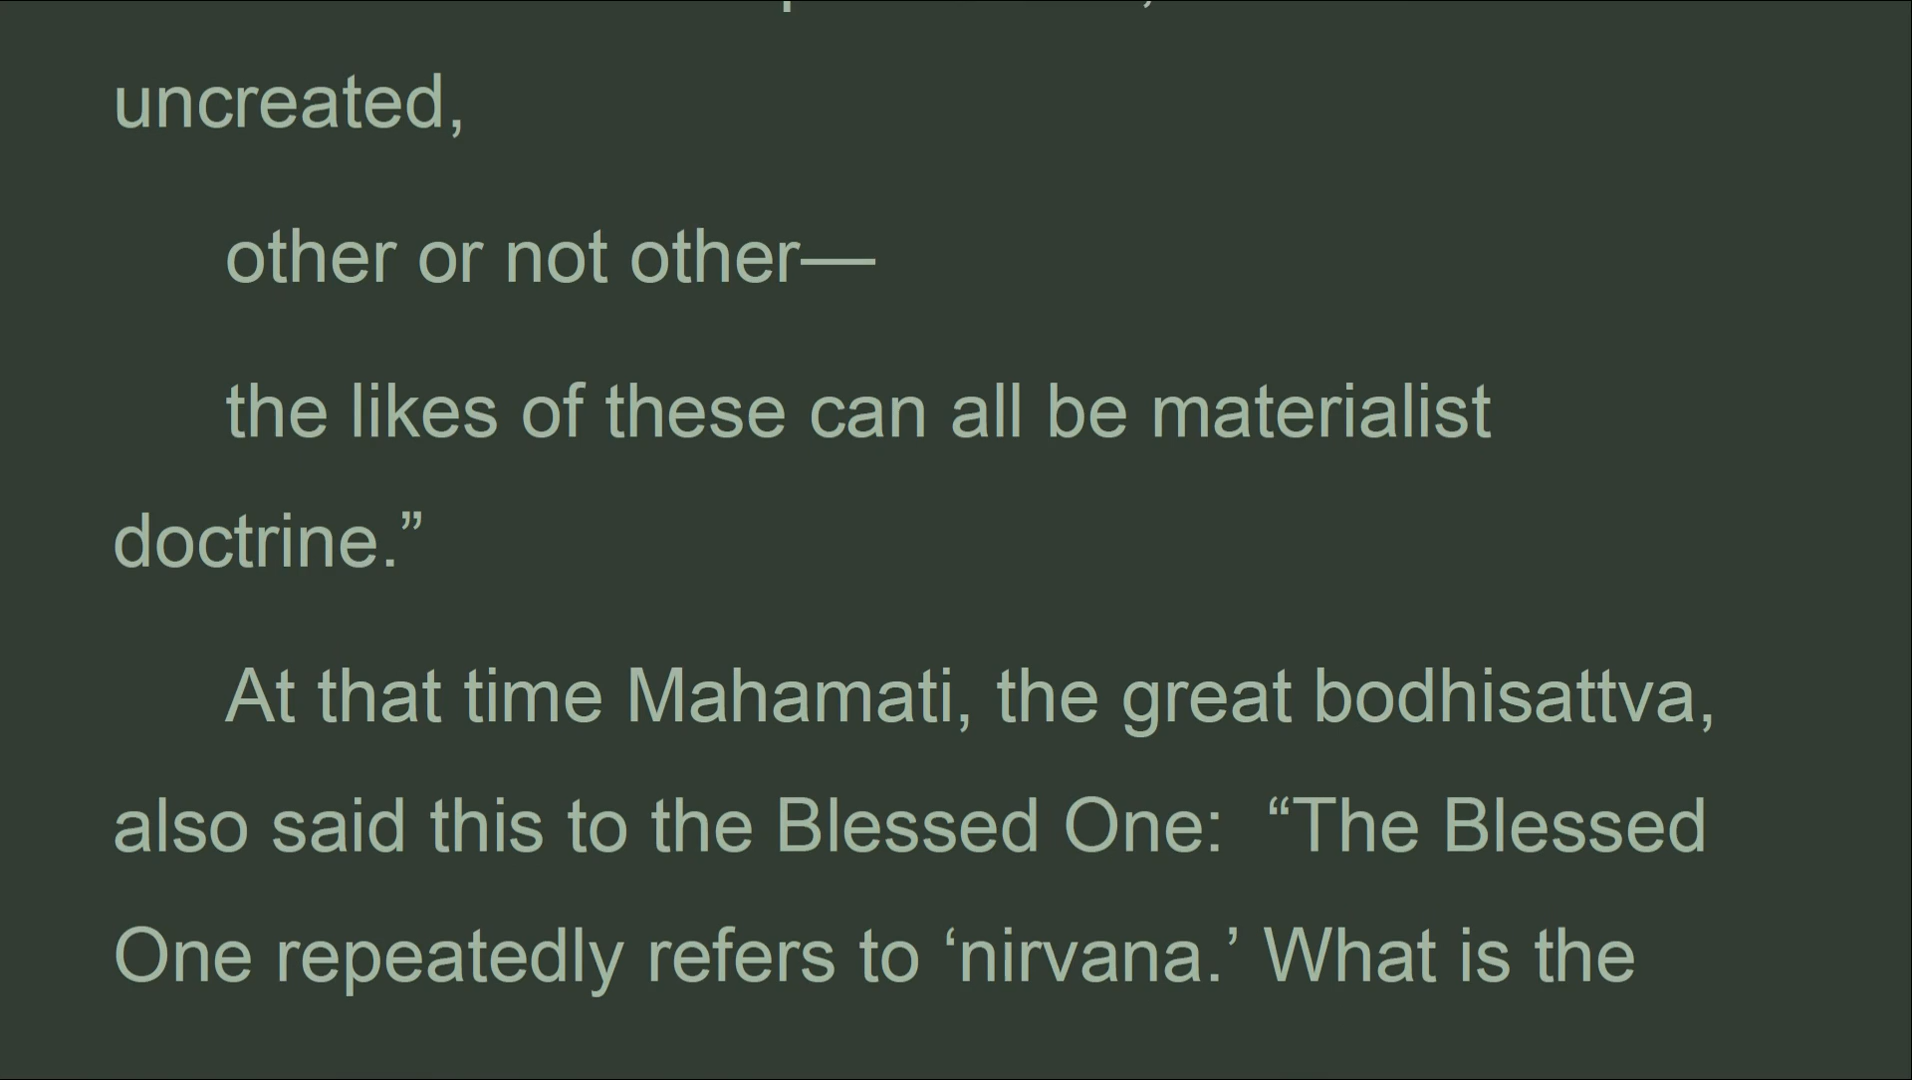 uncreated,
other or not other—
the likes of these can all be materialist
doctrine.”
At that time Mahamati, the great bodhisattva,
also said this to the Blessed One:  “The Blessed
One repeatedly refers to ‘nirvana.’ What is the